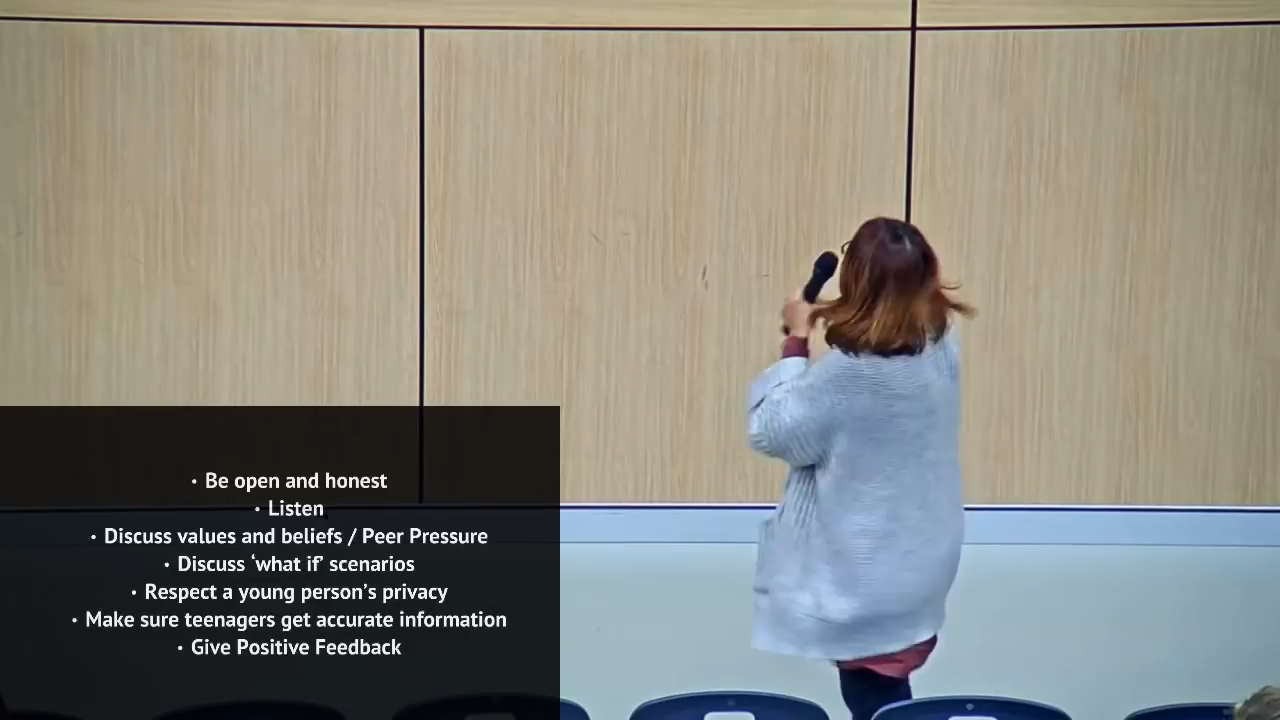 • Be open and honest
• Listen
• Discuss values and beliefs / Peer Pressure
• Discuss ‘what if’ scenarios
• Respect a young person’s privacy
• Make sure teenagers get accurate information
• Give Positive Feedback